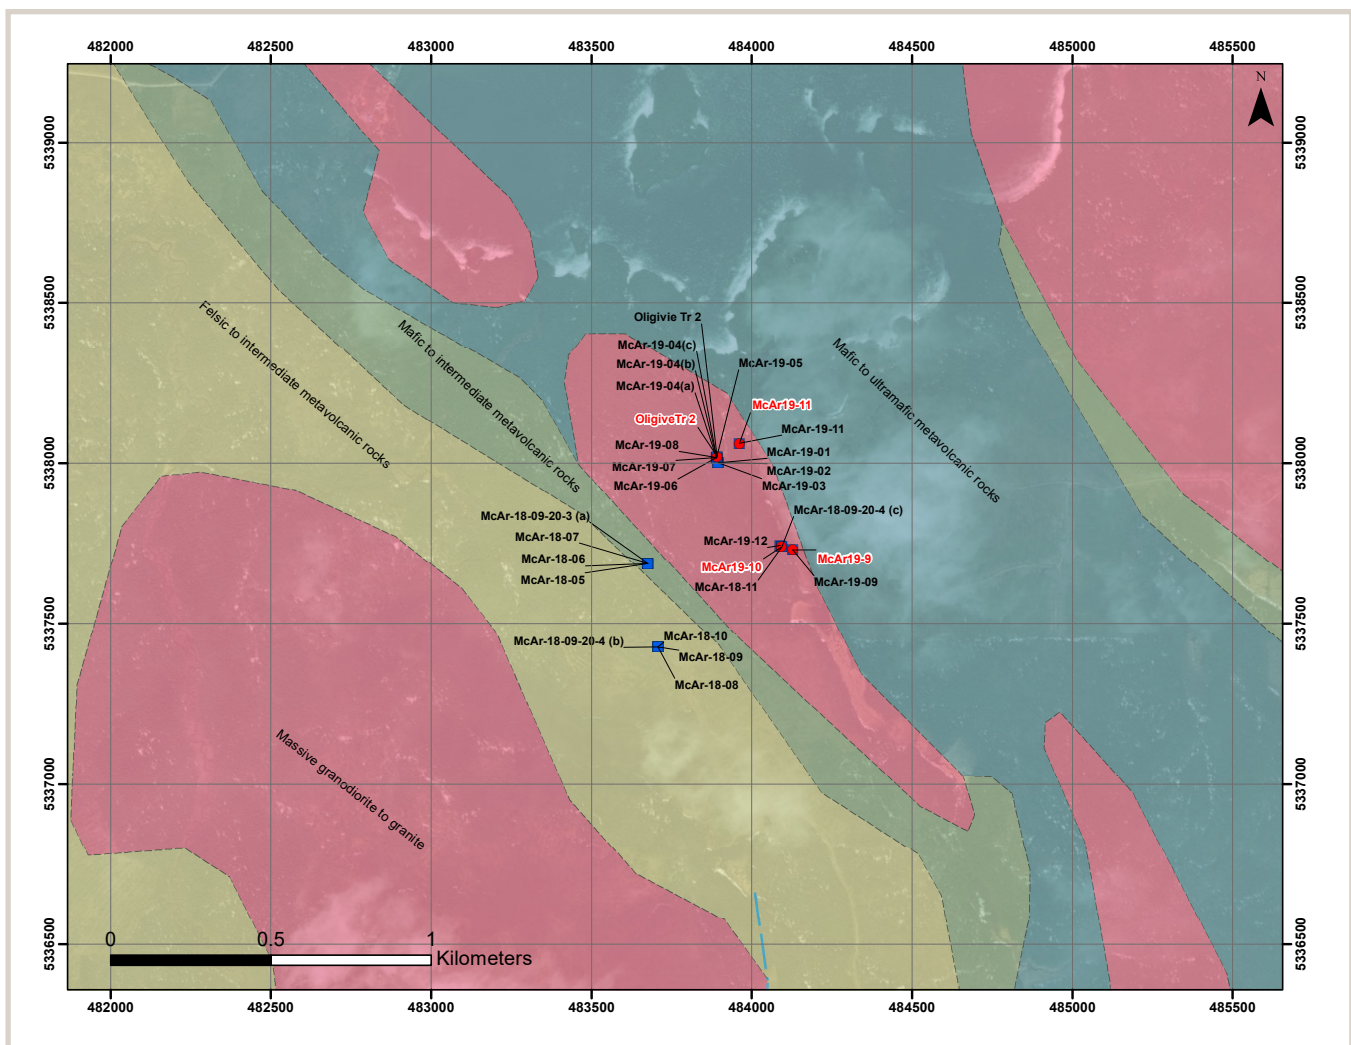 482000 482500 483000 483500 484000 484500 485000 485500
N
5339000 5339000
5338500 5338500
Oligivie Tr 2
McAr-19-04(c)
McAr-19-04(b)
McAr-19-05
McAr-19-04(a)
McAr19-11
OligiveTr 2
McAr-19-11
McAr-19-08
McAr-19-01
5338000 5338000
McAr-19-07
McAr-19-02
McAr-19-06
McAr-19-03
Felsic to intermediate metavolcanic rocks
Mafic to intermediate metavolcanic rocks
Mafic to ultramafic metavolcanic rocks
McAr-18-09-20-4 (c)
McAr-18-09-20-3 (a)
McAr-18-07
McAr-19-12
McAr-18-06
McAr19-9
McAr19-10
McAr-18-05
McAr-19-09
McAr-18-11
5337500 5337500
McAr-18-10
McAr-18-09-20-4 (b)
McAr-18-09
McAr-18-08
Massive granodiorite to granite
5337000 5337000
5336500 5336500
0 0.5 1
Kilometers
482000 482500 483000 483500 484000 484500 485000 485500